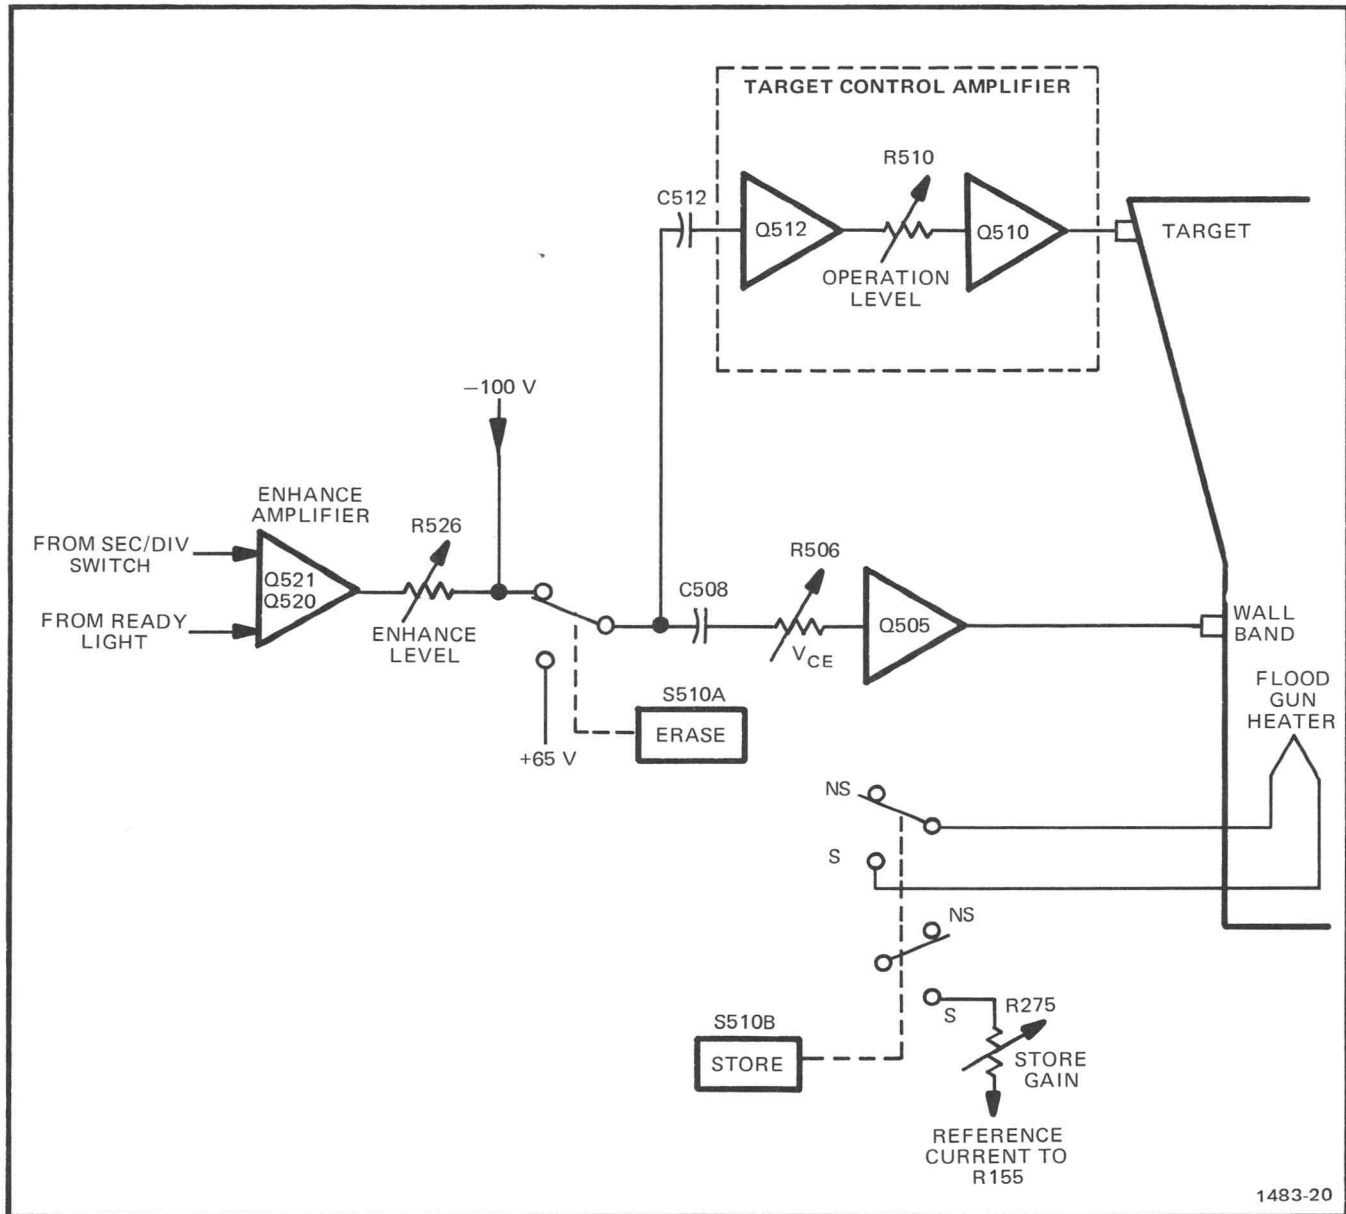 TARGET CONTROL AMPLIFIER
R510
C512
Q512
Q510
TARGET
OPERATION
LEVEL
–100 V
ENHANCE
AMPLIFIER
R526
FROM SEC/DIV
SWITCH
Q521
Q520
FROM READY
LIGHT
ENHANCE
LEVEL
R506
C508
Q505
VCE
WALL
BAND
S510A
ERASE
+65 V
FLOOD
GUN
HEATER
NS
S
NS
S
R275
STORE
GAIN
S510B
STORE
REFERENCE
CURRENT TO
R155
1483-20